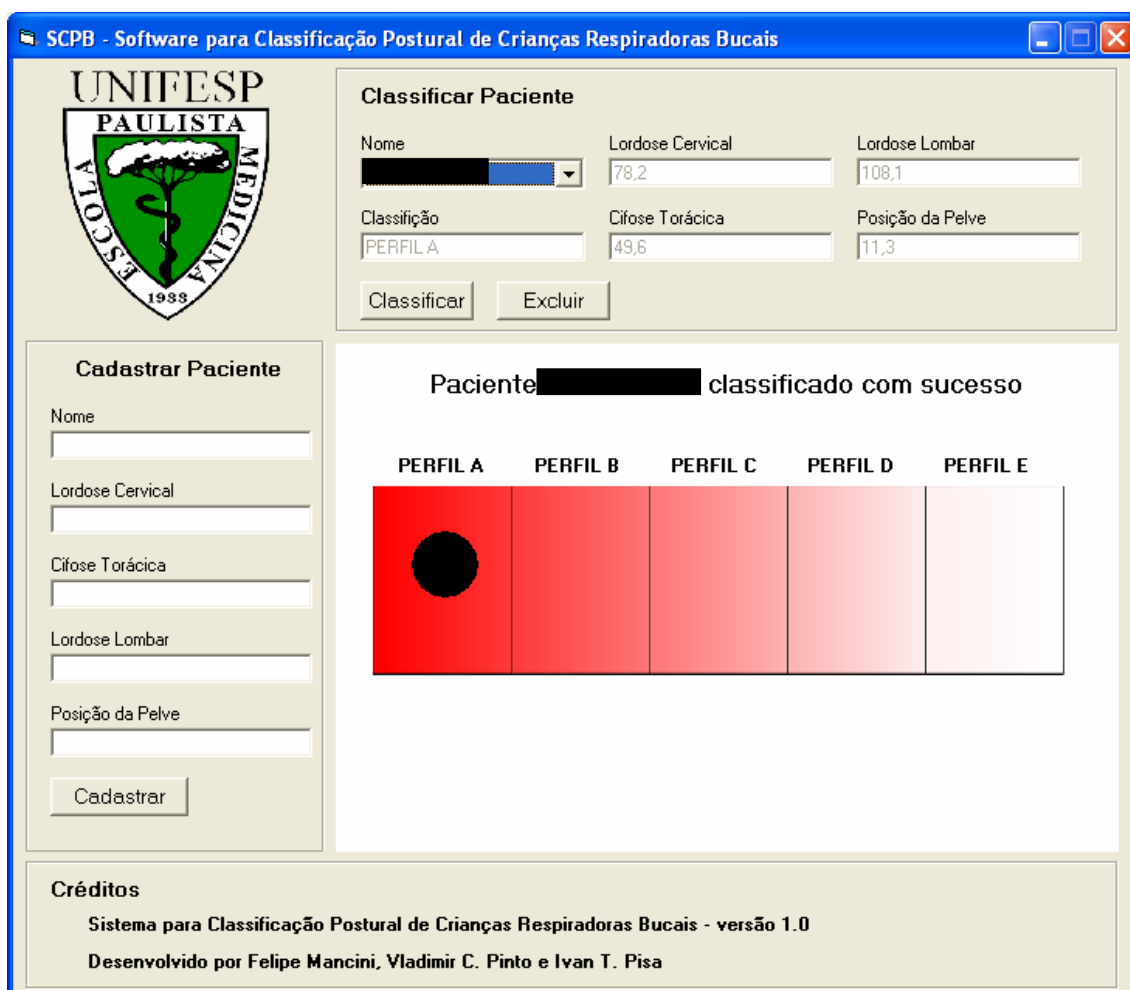 SCPB - Software para Classificação Postural de Crianças Respiradoras Bucais
UNIFESP
PAULISTA
ESCOLA
MEDICINA
1933
Classificar Paciente
Nome
Lordose Cervical
Lordose Lombar
78,2
108,1
Classifição
Cifose Torácica
Posição da Pelve
PERFIL A
49,6
11,3
Classificar
Excluir
Cadastrar Paciente
Nome
Lordose Cervical
Cifose Torácica
Lordose Lombar
Posição da Pelve
Cadastrar
Paciente classificado com sucesso
PERFIL A PERFIL B PERFIL C PERFIL D PERFIL E
Créditos
Sistema para Classificação Postural de Crianças Respiradoras Bucais - versão 1.0
Desenvolvido por Felipe Mancini, Vladimir C. Pinto e Ivan T. Pisa